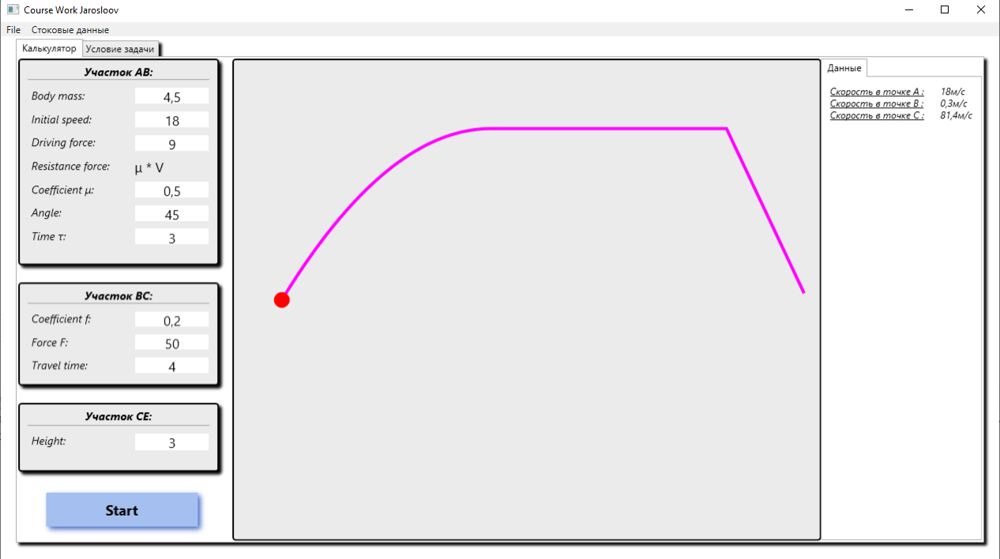 Course Work Jarosloov
File Стоковые данные
Калькулятор Условие задачи
Участок AB:
Body mass: 4,5
Initial speed: 18
Driving force: 9
Resistance force: μ * V
Coefficient μ: 0,5
Angle: 45
Time τ: 3
Участок BC:
Coefficient f: 0,2
Force F: 50
Travel time: 4
Участок CE:
Height: 3
Start
Данные
Скорость в точке A : 18м/с
Скорость в точке B : 0,3м/с
Скорость в точке C : 81,4м/с